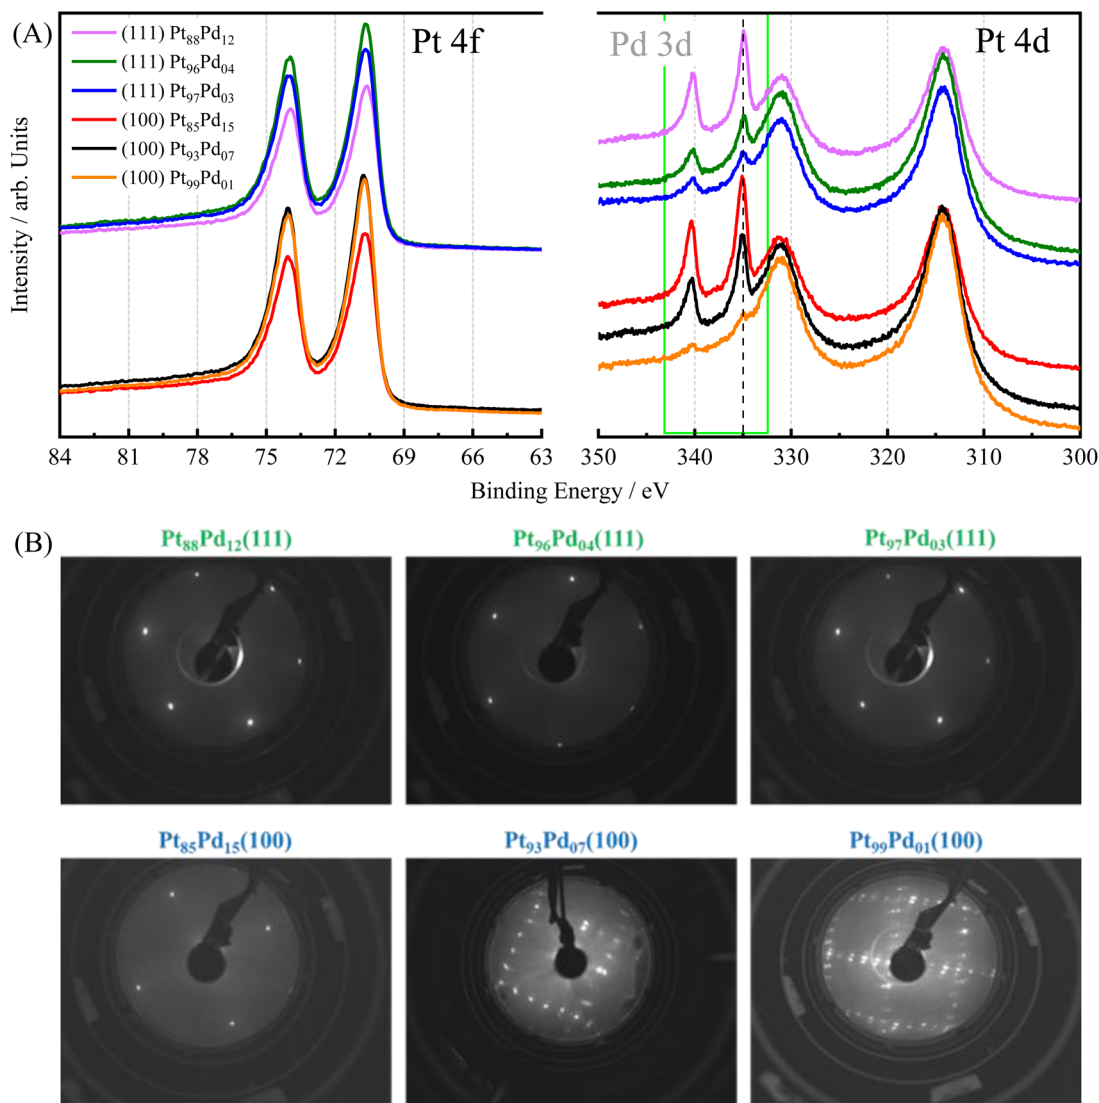 (A)
(111) Pt88Pd12
(111) Pt96Pd04
(111) Pt97Pd03
(100) Pt85Pd15
(100) Pt93Pd07
(100) Pt99Pd01
Pt 4f
Pd 3d
Pt 4d
Intensity / arb. Units
84 81 78 75 72 69 66 63
350 340 330 320 310 300
Binding Energy / eV
(B)
Pt88Pd12(111)
Pt96Pd04(111)
Pt97Pd03(111)
Pt85Pd15(100)
Pt93Pd07(100)
Pt99Pd01(100)